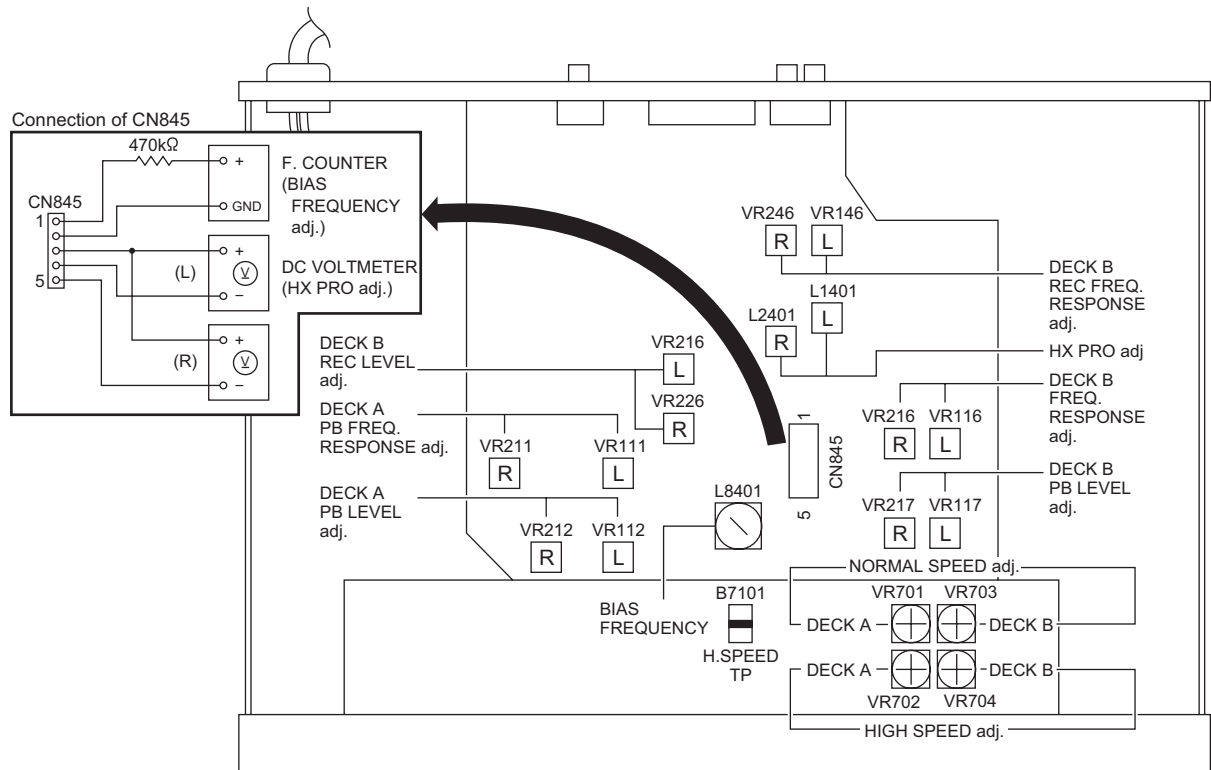 Connection of CN845
470kΩ
CN845
1
5
+
GND
F. COUNTER
(BIAS
FREQUENCY
adj.)
(L)
+
V
−
DC VOLTMETER
(HX PRO adj.)
(R)
+
V
−
VR246 VR146
R L
DECK B
REC FREQ.
RESPONSE
adj.
L1401
L
L2401
R
HX PRO adj
DECK B
REC LEVEL
adj.
VR216
L
VR226
R
DECK B
FREQ.
RESPONSE
adj.
VR216 VR116
R L
DECK A
PB FREQ.
RESPONSE adj.
VR211 VR111
R L
1
CN845
5
DECK B
PB LEVEL
adj.
VR217 VR117
R L
DECK A
PB LEVEL
adj.
VR212 VR112
R L
L8401
BIAS
FREQUENCY
B7101
H.SPEED
TP
NORMAL SPEED adj.
VR701 VR703
DECK A DECK B
DECK A DECK B
VR702 VR704
HIGH SPEED adj.